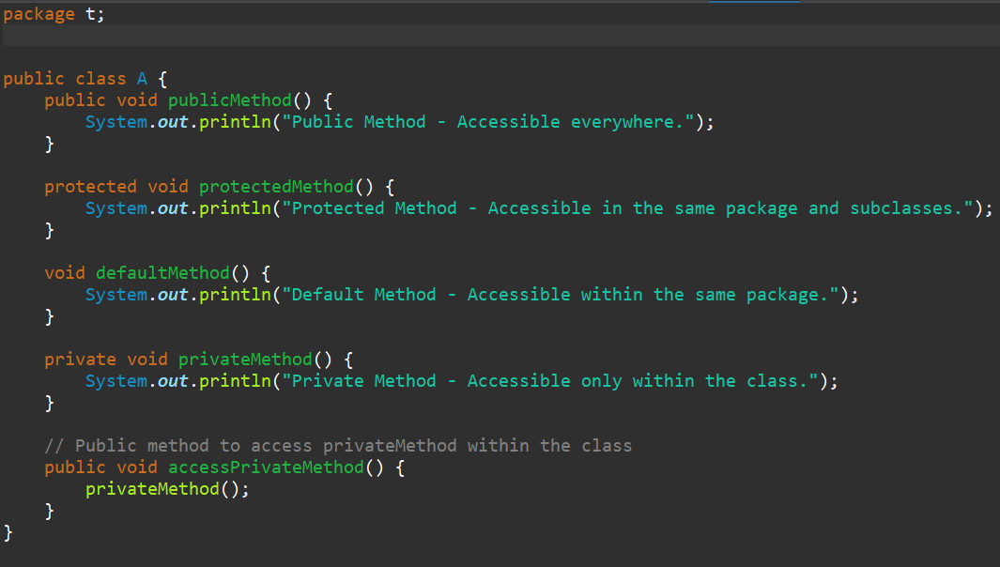 package t;
public class A {
    public void publicMethod() {
        System.out.println("Public Method - Accessible everywhere.");
    }
    protected void protectedMethod() {
        System.out.println("Protected Method - Accessible in the same package and subclasses.");
    }
    void defaultMethod() {
        System.out.println("Default Method - Accessible within the same package.");
    }
    private void privateMethod() {
        System.out.println("Private Method - Accessible only within the class.");
    }
    // Public method to access privateMethod within the class
    public void accessPrivateMethod() {
        privateMethod();
    }
}